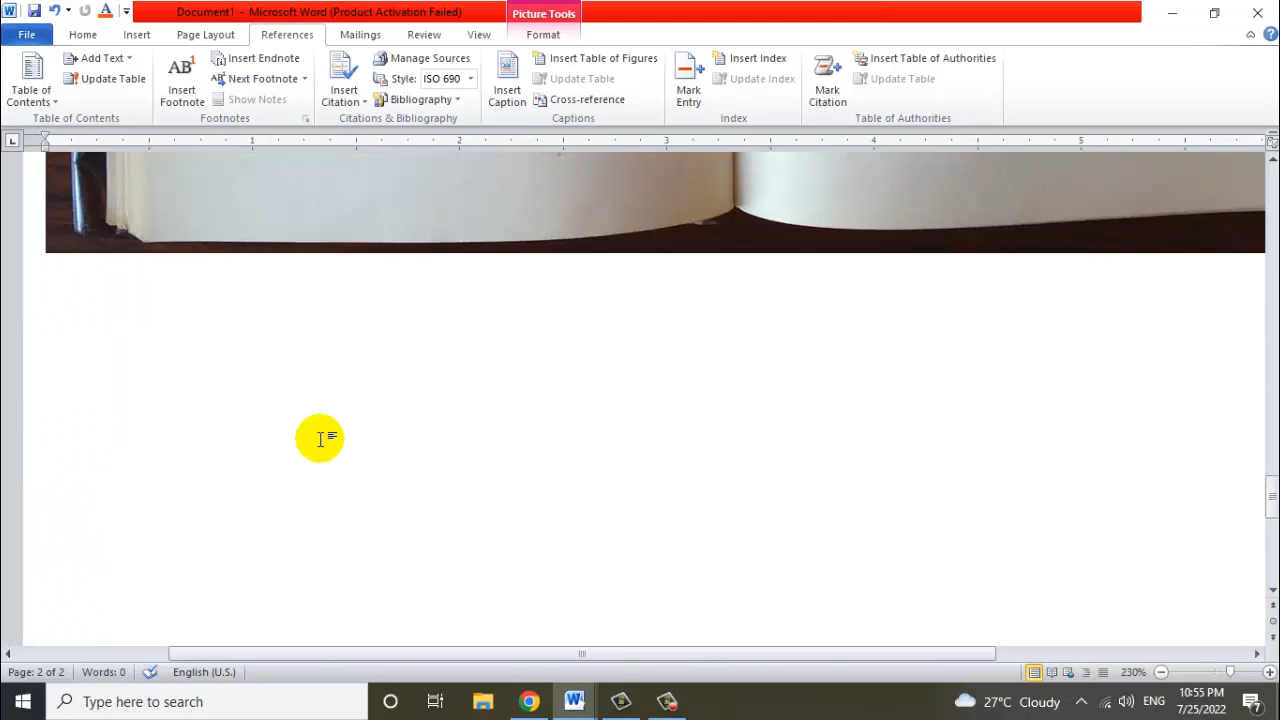 Document1 - Microsoft Word (Product Activation Failed)
Picture Tools
File Home Insert Page Layout References Mailings Review View Format
Table of Contents
Add Text
Update Table
Table of Contents
AB1
Insert Footnote
Insert Endnote
Next Footnote
Show Notes
Footnotes
Insert Citation
Manage Sources
Style: ISO 690
Bibliography
Citations & Bibliography
Insert Caption
Insert Table of Figures
Update Table
Cross-reference
Captions
Mark Entry
Insert Index
Update Index
Index
Mark Citation
Insert Table of Authorities
Update Table
Table of Authorities
1 2 3 4 5
Page: 2 of 2 Words: 0 English (U.S.) 230%
Type here to search
27°C Cloudy ENG 10:55 PM
7/25/2022
7